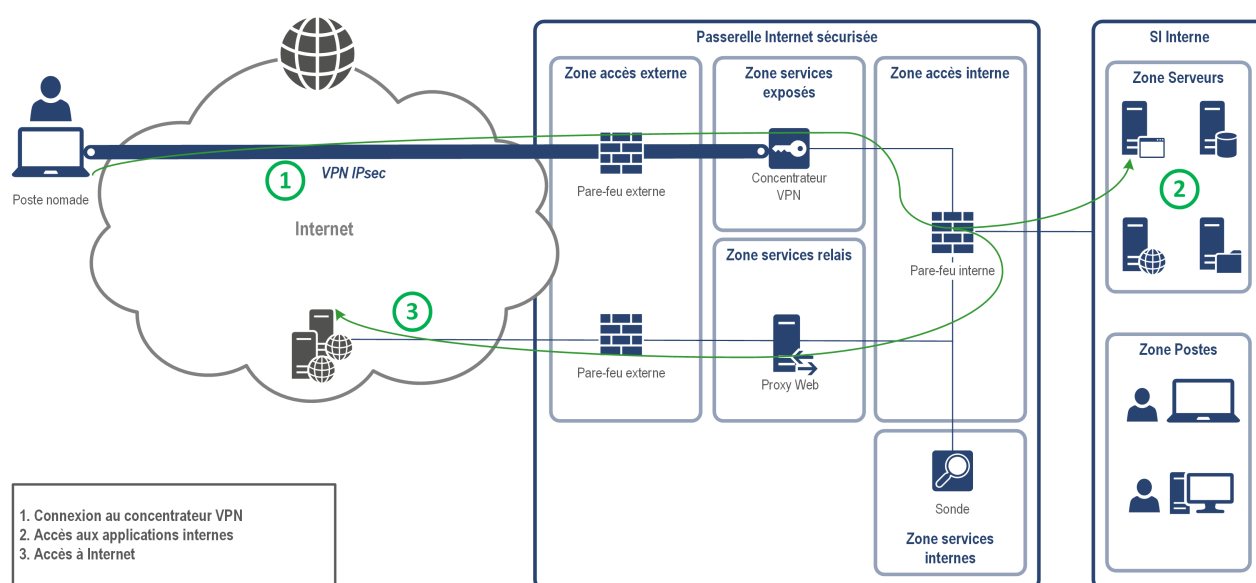 Passerelle Internet sécurisée
SI Interne
Zone accès externe
Zone services
exposés
Zone accès interne
Zone Serveurs
Poste nomade
1
VPN IPsec
Pare-feu externe
Concentrateur
VPN
2
Internet
Zone services relais
Pare-feu interne
3
Pare-feu externe
Proxy Web
Zone Postes
Sonde
Zone services
internes
1. Connexion au concentrateur VPN
2. Accès aux applications internes
3. Accès à Internet